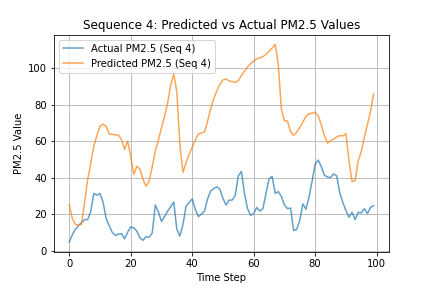 Sequence 4: Predicted vs Actual PM2.5 Values
Actual PM2.5 (Seq 4)
Predicted PM2.5 (Seq 4)
PM2.5 Value
100
80
60
40
20
0
0 20 40 60 80 100
Time Step